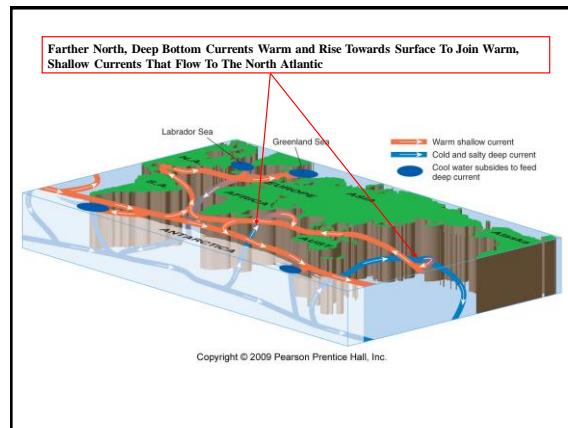 Farther North, Deep Bottom Currents Warm and Rise Towards Surface To Join Warm,
Shallow Currents That Flow To The North Atlantic
Labrador Sea
Greenland Sea
Warm shallow current
Cold and salty deep current
Cool water subsides to feed
deep current
N.A.
S.A.
EUROPE
AFRICA
ASIA
AUST.
Alaska
ANTARCTICA
Copyright © 2009 Pearson Prentice Hall, Inc.